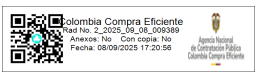 Colombia Compra Eficiente
Rad No. 2_2025_09_08_009389
Anexos: No Con copia: No
Fecha: 08/09/2025 17:20:56
Agencia Nacional
de Contratación Pública
Colombia Compra Eficiente